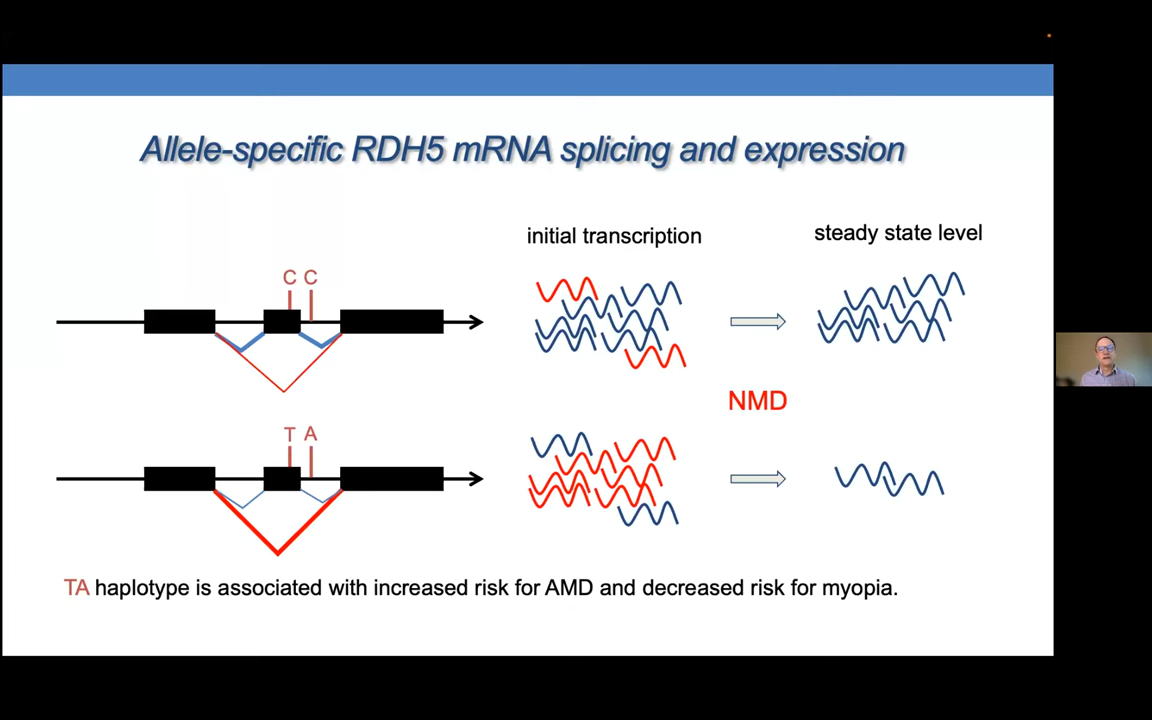 Allele-specific RDH5 mRNA splicing and expression
initial transcription
steady state level
C C
NMD
T A
TA haplotype is associated with increased risk for AMD and decreased risk for myopia.